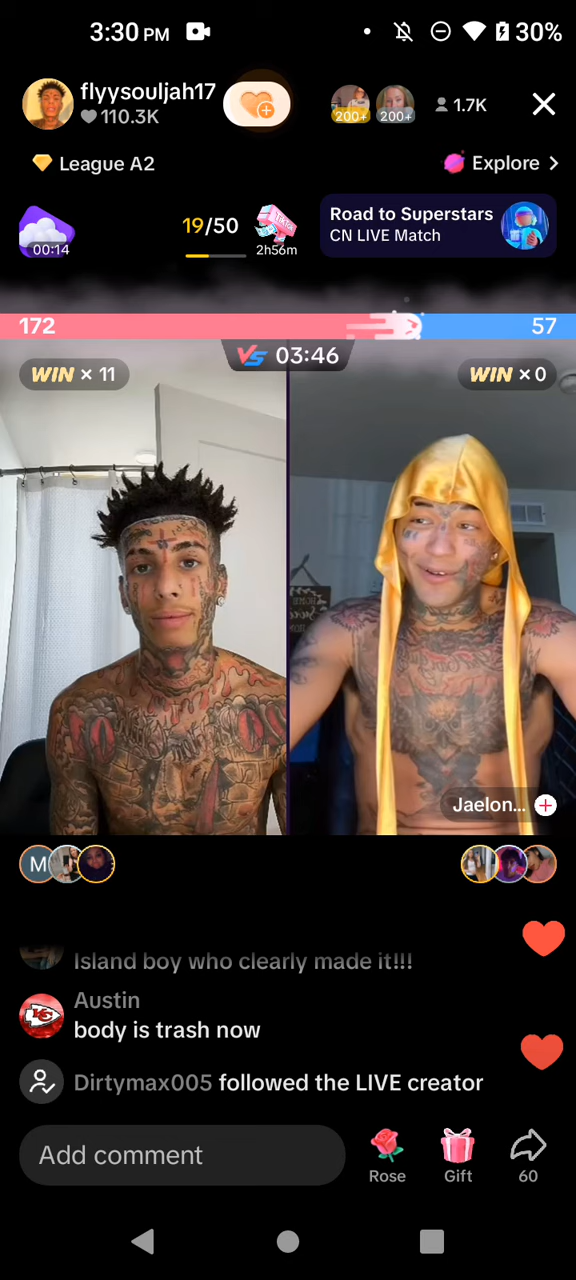 3:30 PM
30%
flyysouljah17
110.3K
200+
200+
1.7K
League A2
Explore
00:14
19/50
TikTok
2h56m
Road to Superstars
CN LIVE Match
172
57
VS 03:46
WIN × 11
WIN × 0
Jaelon...
M
Island boy who clearly made it!!!
Austin
body is trash now
Dirtymax005 followed the LIVE creator
Add comment
Rose
Gift
60